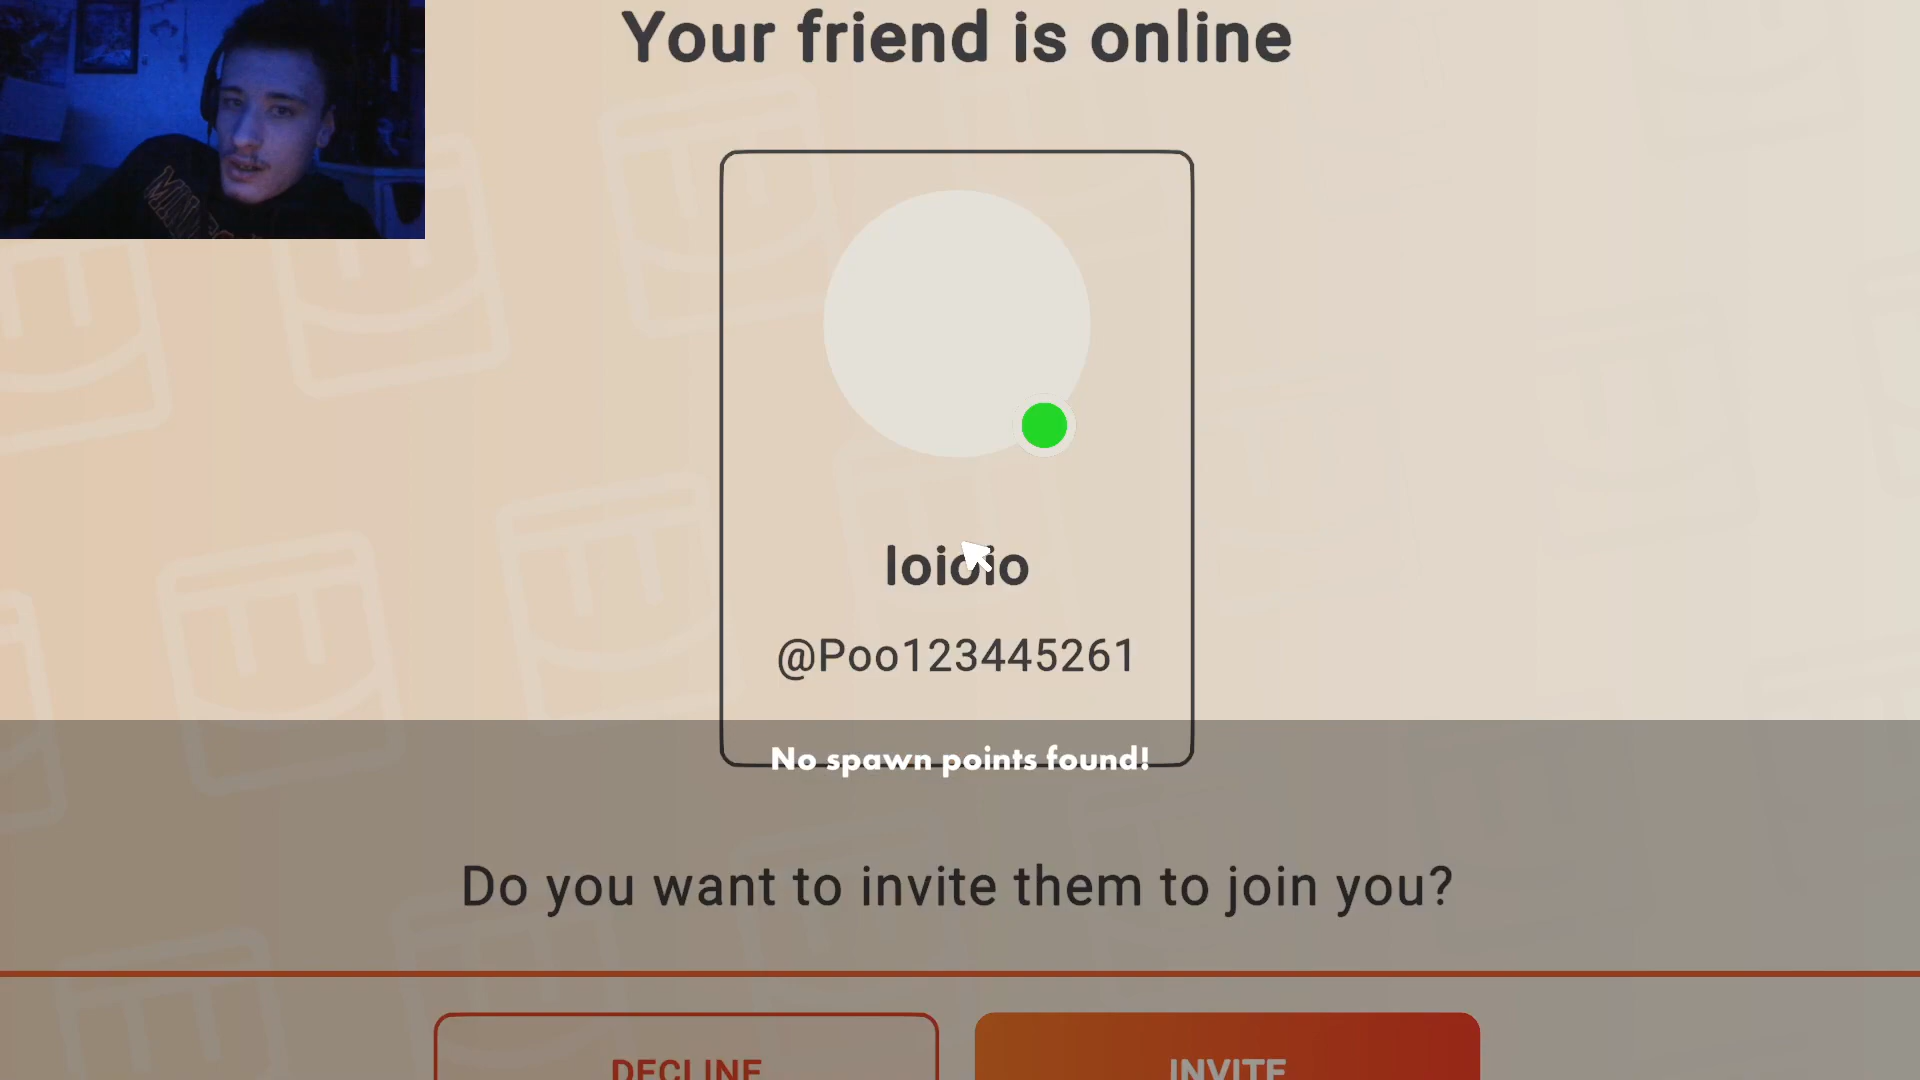 Your friend is online
loioio
@Poo123445261
No spawn points found!
Do you want to invite them to join you?
DECLINE
INVITE